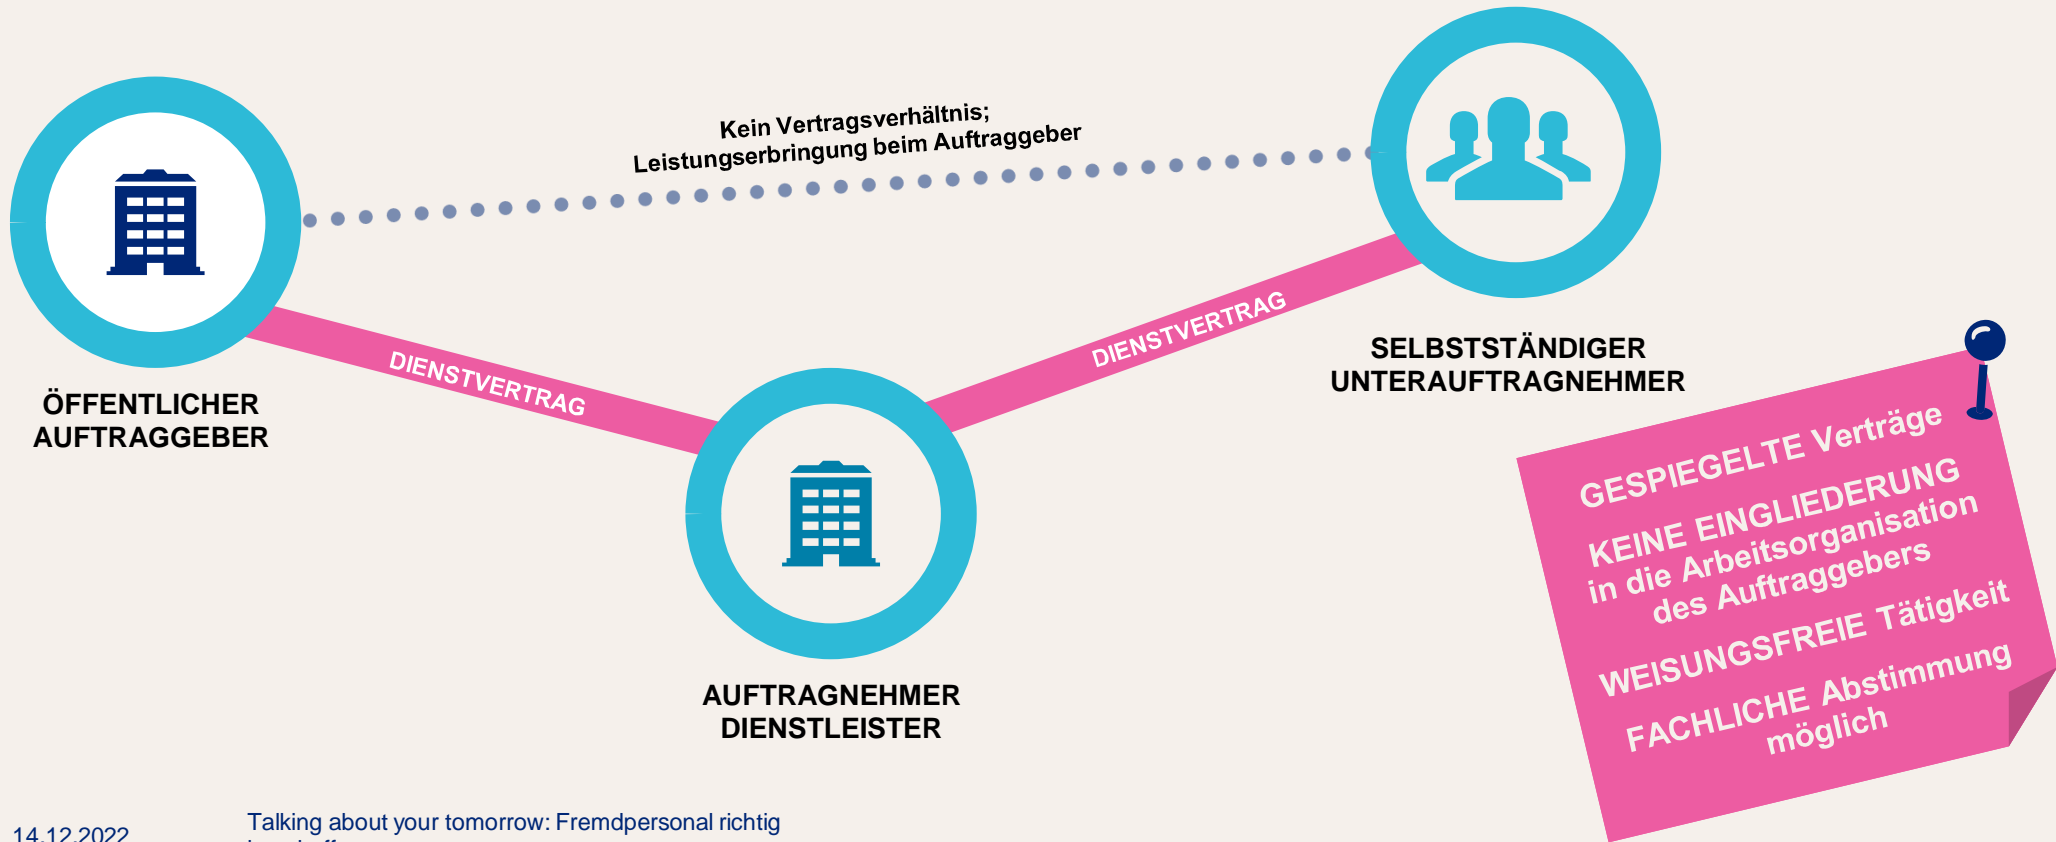 Kein Vertragsverhältnis;
Leistungserbringung beim Auftraggeber
DIENSTVERTRAG
DIENSTVERTRAG
ÖFFENTLICHER
AUFTRAGGEBER
SELBSTSTÄNDIGER
UNTERAUFTRAGNEHMER
AUFTRAGNEHMER
DIENSTLEISTER
GESPIEGELTE Verträge
KEINE EINGLIEDERUNG
in die Arbeitsorganisation
des Auftraggebers
WEISUNGSFREIE Tätigkeit
FACHLICHE Abstimmung
möglich
14.12.2022
Talking about your tomorrow: Fremdpersonal richtig